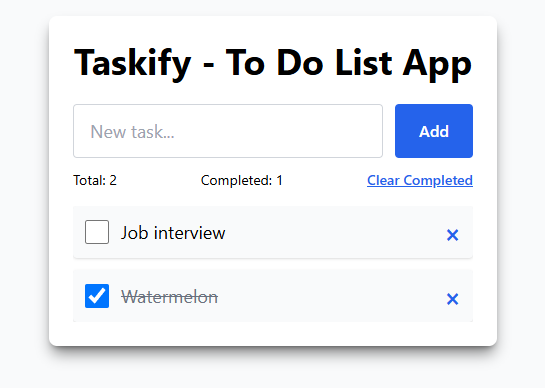 Taskify - To Do List App
New task...
Add
Total: 2 Completed: 1 Clear Completed
Job interview ×
Watermelon ×